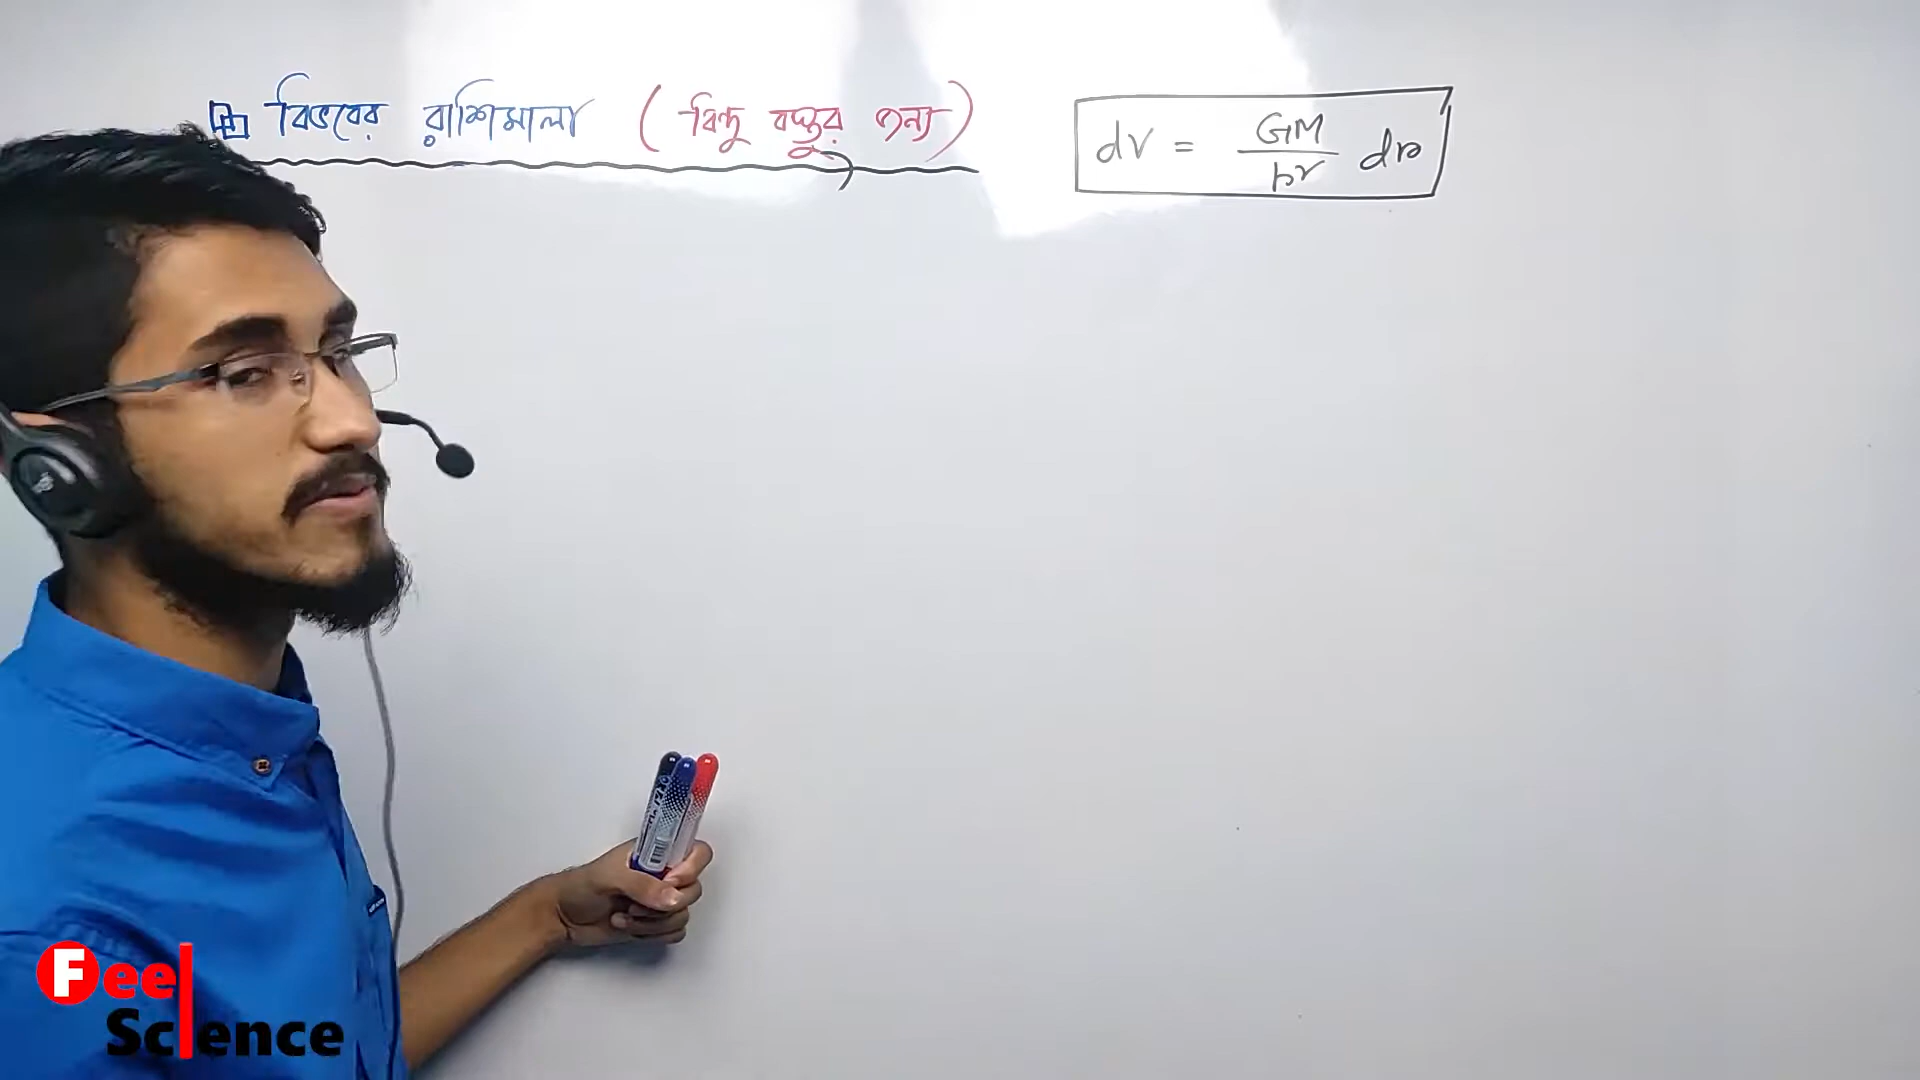 বিভবের রাশিমালা (বিন্দু বস্তুর জন্য)
dV = GM/r² dr
Feel
Science